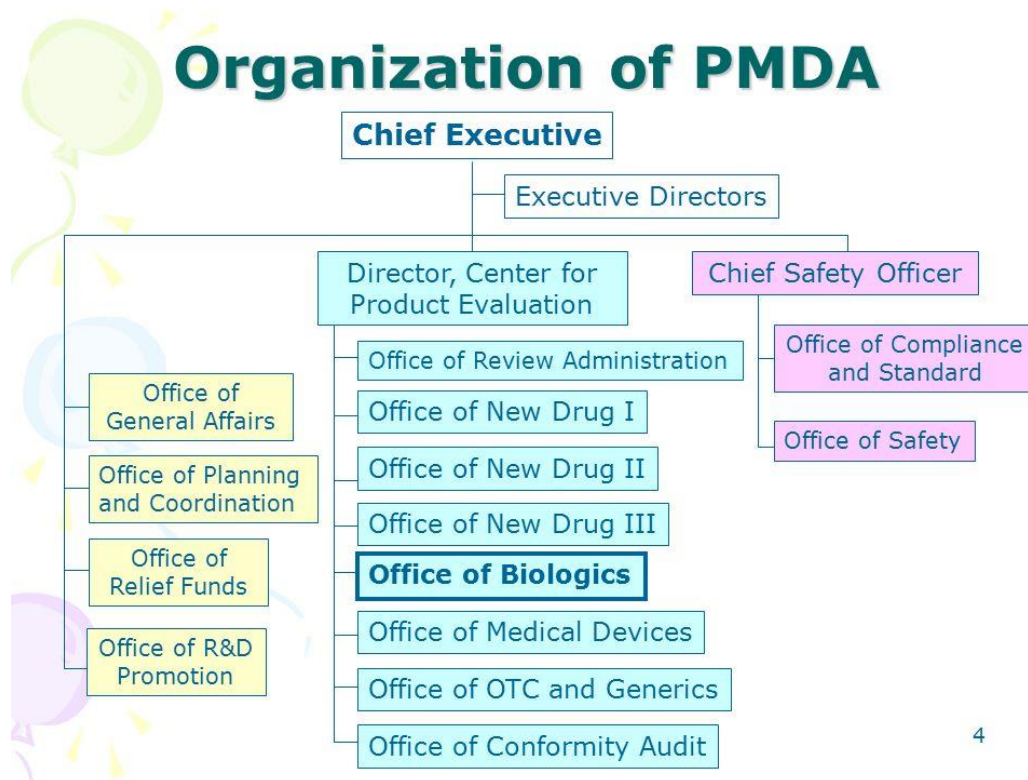 Organization of PMDA
Chief Executive
Executive Directors
Director, Center for
Product Evaluation
Chief Safety Officer
Office of
General Affairs
Office of Planning
and Coordination
Office of
Relief Funds
Office of R&D
Promotion
Office of Review Administration
Office of New Drug I
Office of New Drug II
Office of New Drug III
Office of Biologics
Office of Medical Devices
Office of OTC and Generics
Office of Conformity Audit
Office of Compliance
and Standard
Office of Safety
4